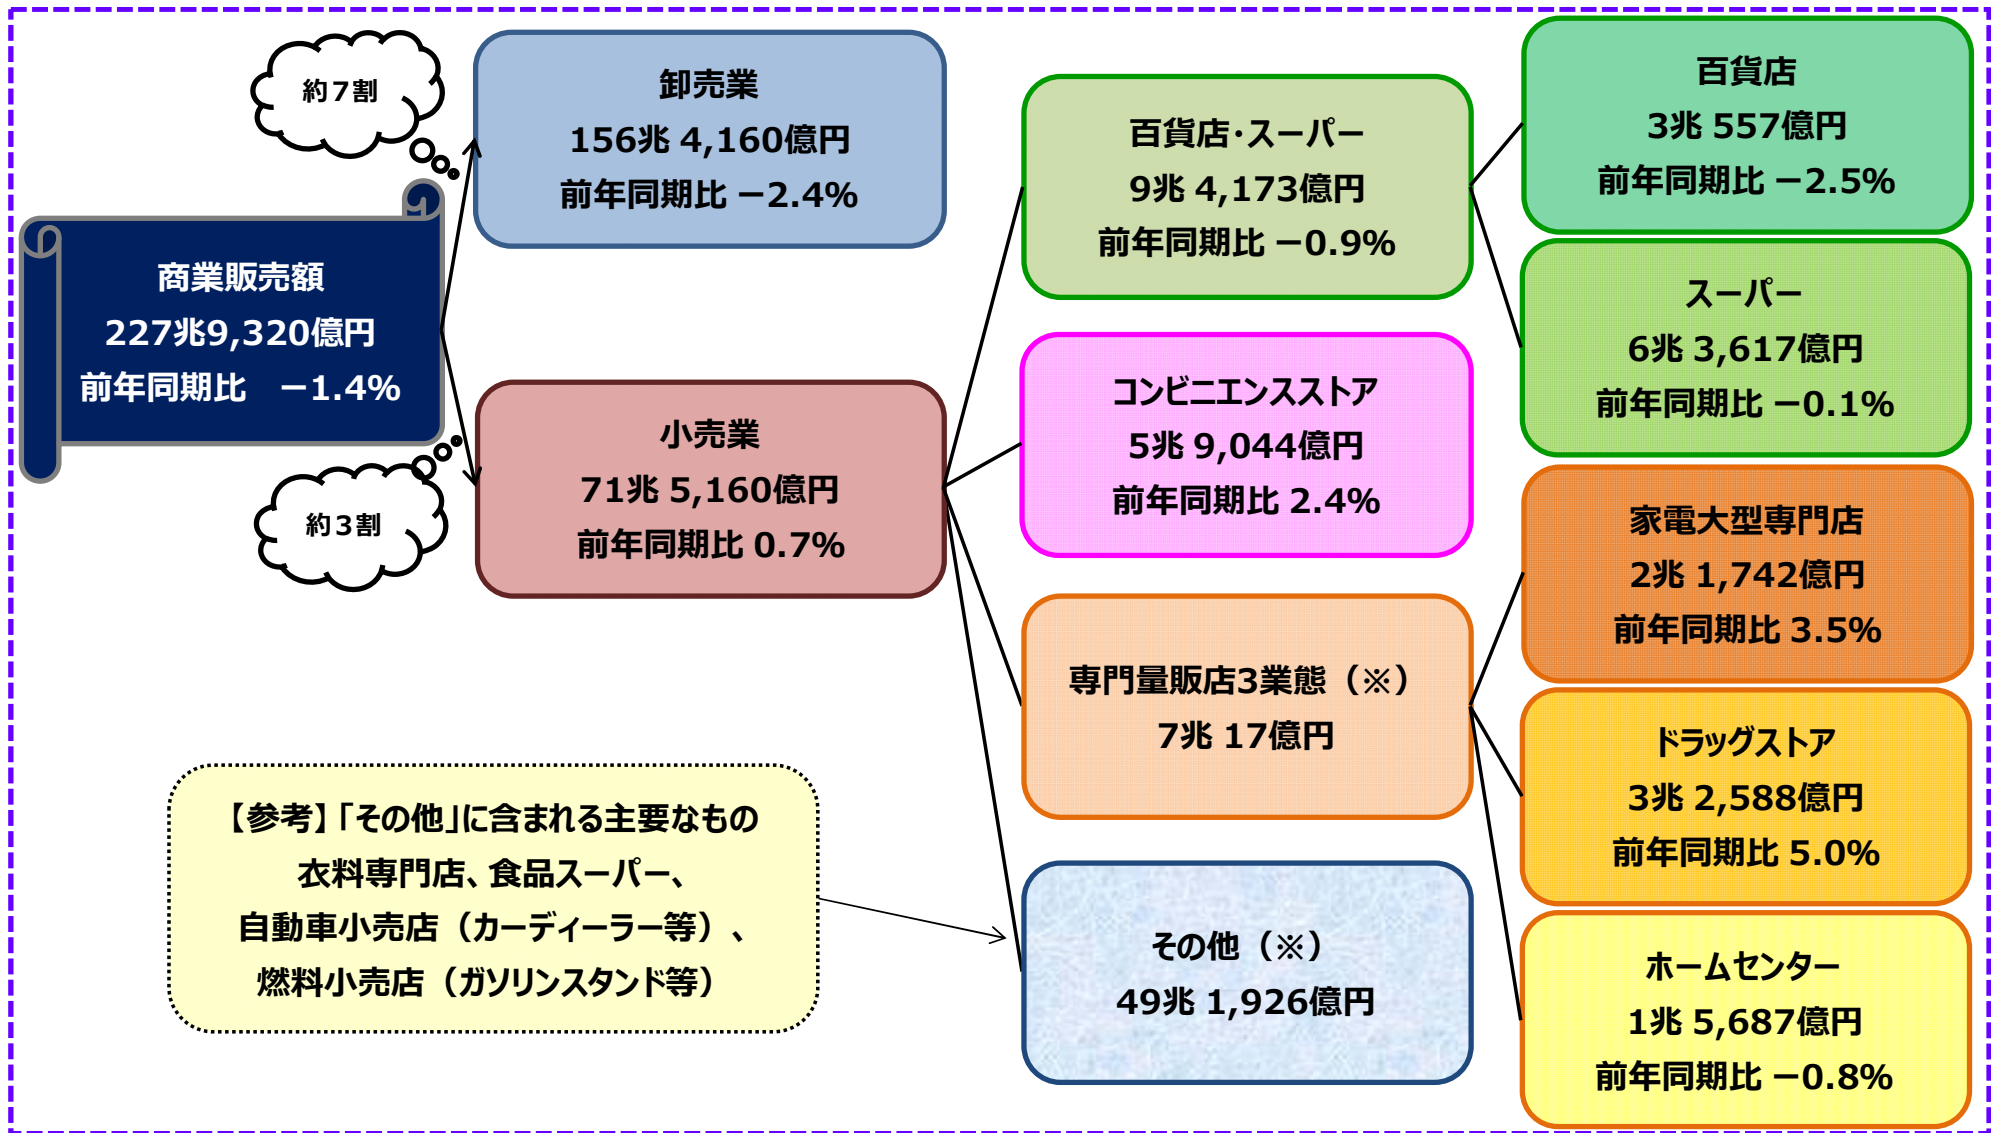 約7割
商業販売額
227兆9,320億円
前年同期比　−1.4%
約3割
卸売業
156兆 4,160億円
前年同期比 −2.4%
小売業
71兆 5,160億円
前年同期比 0.7%
百貨店・スーパー
9兆 4,173億円
前年同期比 −0.9%
コンビニエンスストア
5兆 9,044億円
前年同期比 2.4%
専門量販店3業態（※）
7兆 17億円
その他（※）
49兆 1,926億円
百貨店
3兆 557億円
前年同期比 −2.5%
スーパー
6兆 3,617億円
前年同期比 −0.1%
家電大型専門店
2兆 1,742億円
前年同期比 3.5%
ドラッグストア
3兆 2,588億円
前年同期比 5.0%
ホームセンター
1兆 5,687億円
前年同期比 −0.8%
【参考】「その他」に含まれる主要なもの
衣料専門店、食品スーパー、
自動車小売店（カーディーラー等）、
燃料小売店（ガソリンスタンド等）